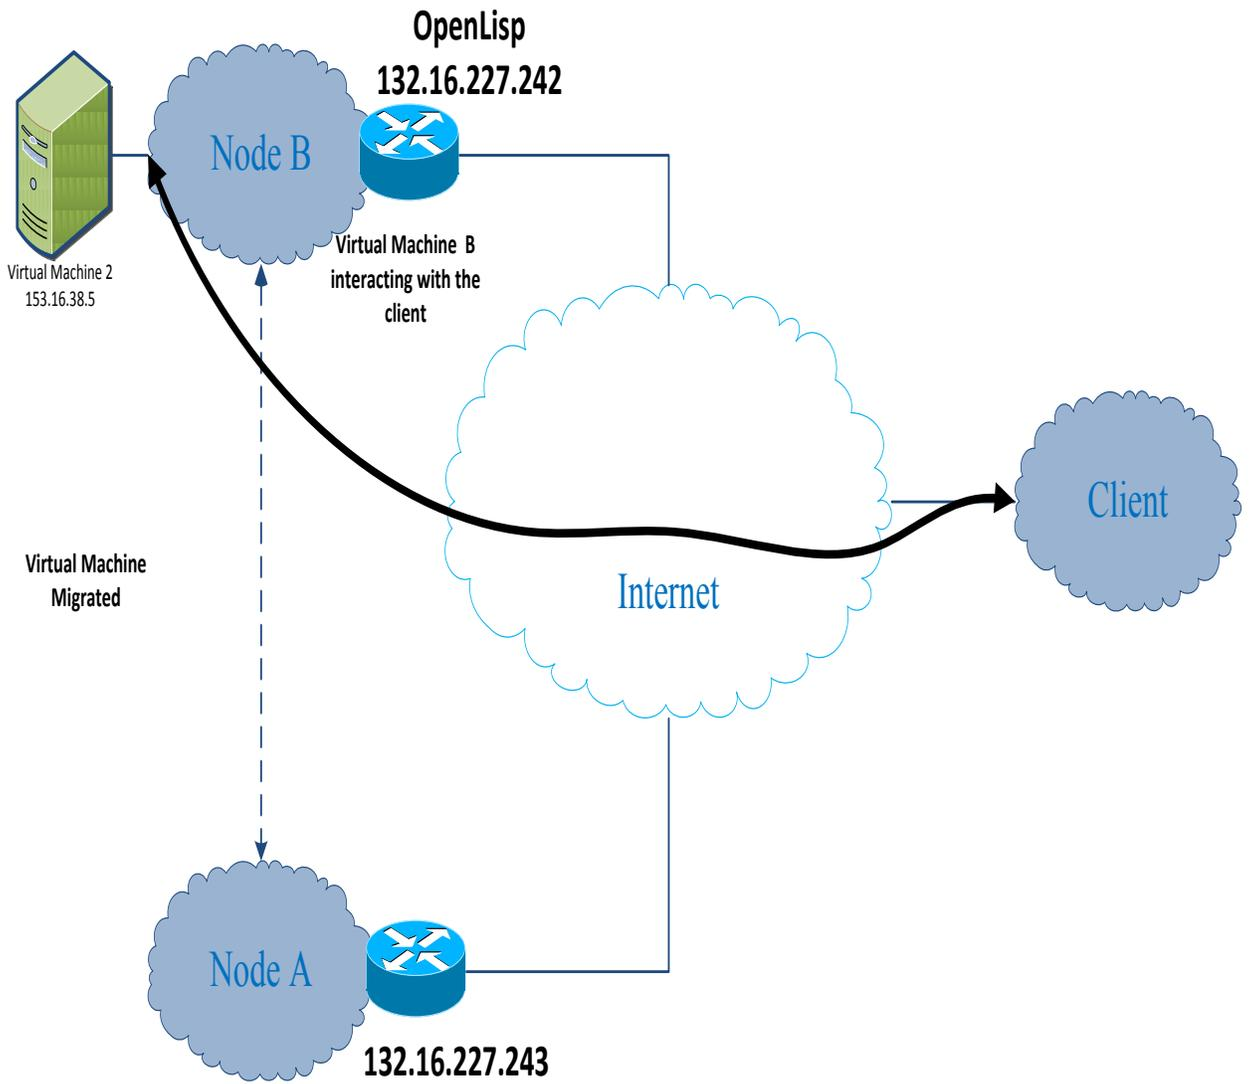 OpenLisp
132.16.227.242
Node B
Virtual Machine 2
153.16.38.5
Virtual Machine B
interacting with the
client
Client
Virtual Machine
Migrated
Internet
Node A
132.16.227.243